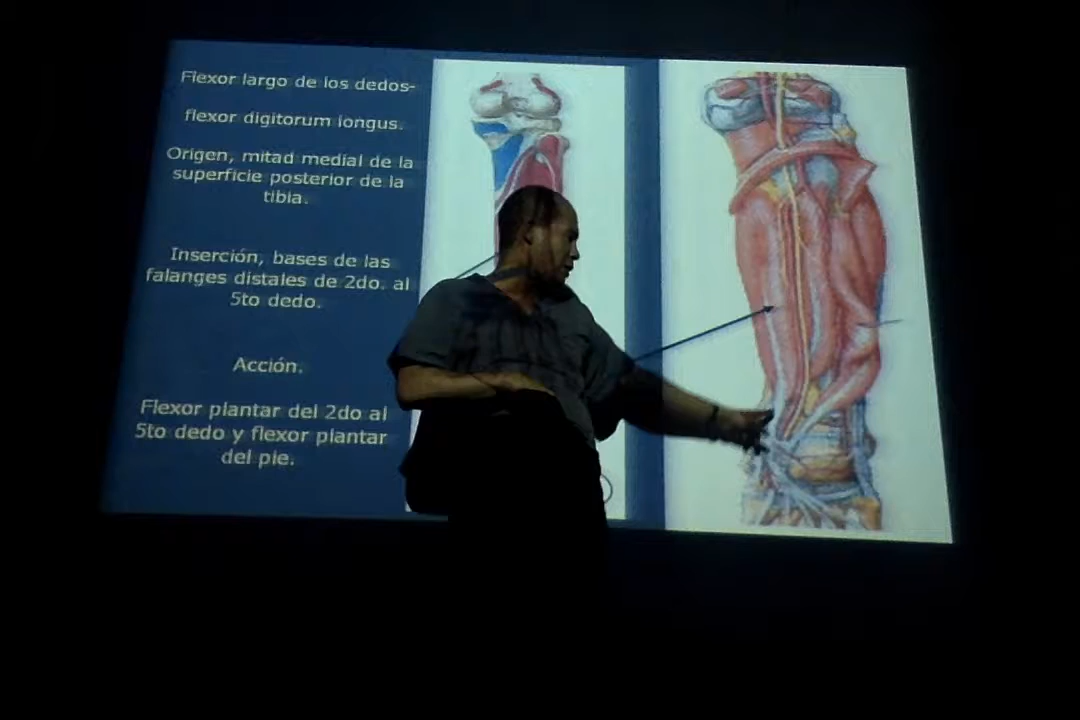 Flexor largo de los dedos-
flexor digitorum longus.
Origen, mitad medial de la
superficie posterior de la
tibia.
Inserción, bases de las
falanges distales de 2do. al
5to dedo.
Acción.
Flexor plantar del 2do al
5to dedo y flexor plantar
del pie.